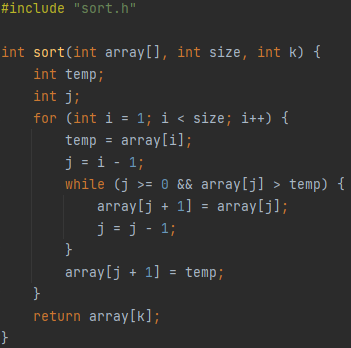 #include "sort.h"

int sort(int array[], int size, int k) {
    int temp;
    int j;
    for (int i = 1; i < size; i++) {
        temp = array[i];
        j = i - 1;
        while (j >= 0 && array[j] > temp) {
            array[j + 1] = array[j];
            j = j - 1;
        }
        array[j + 1] = temp;
    }
    return array[k];
}